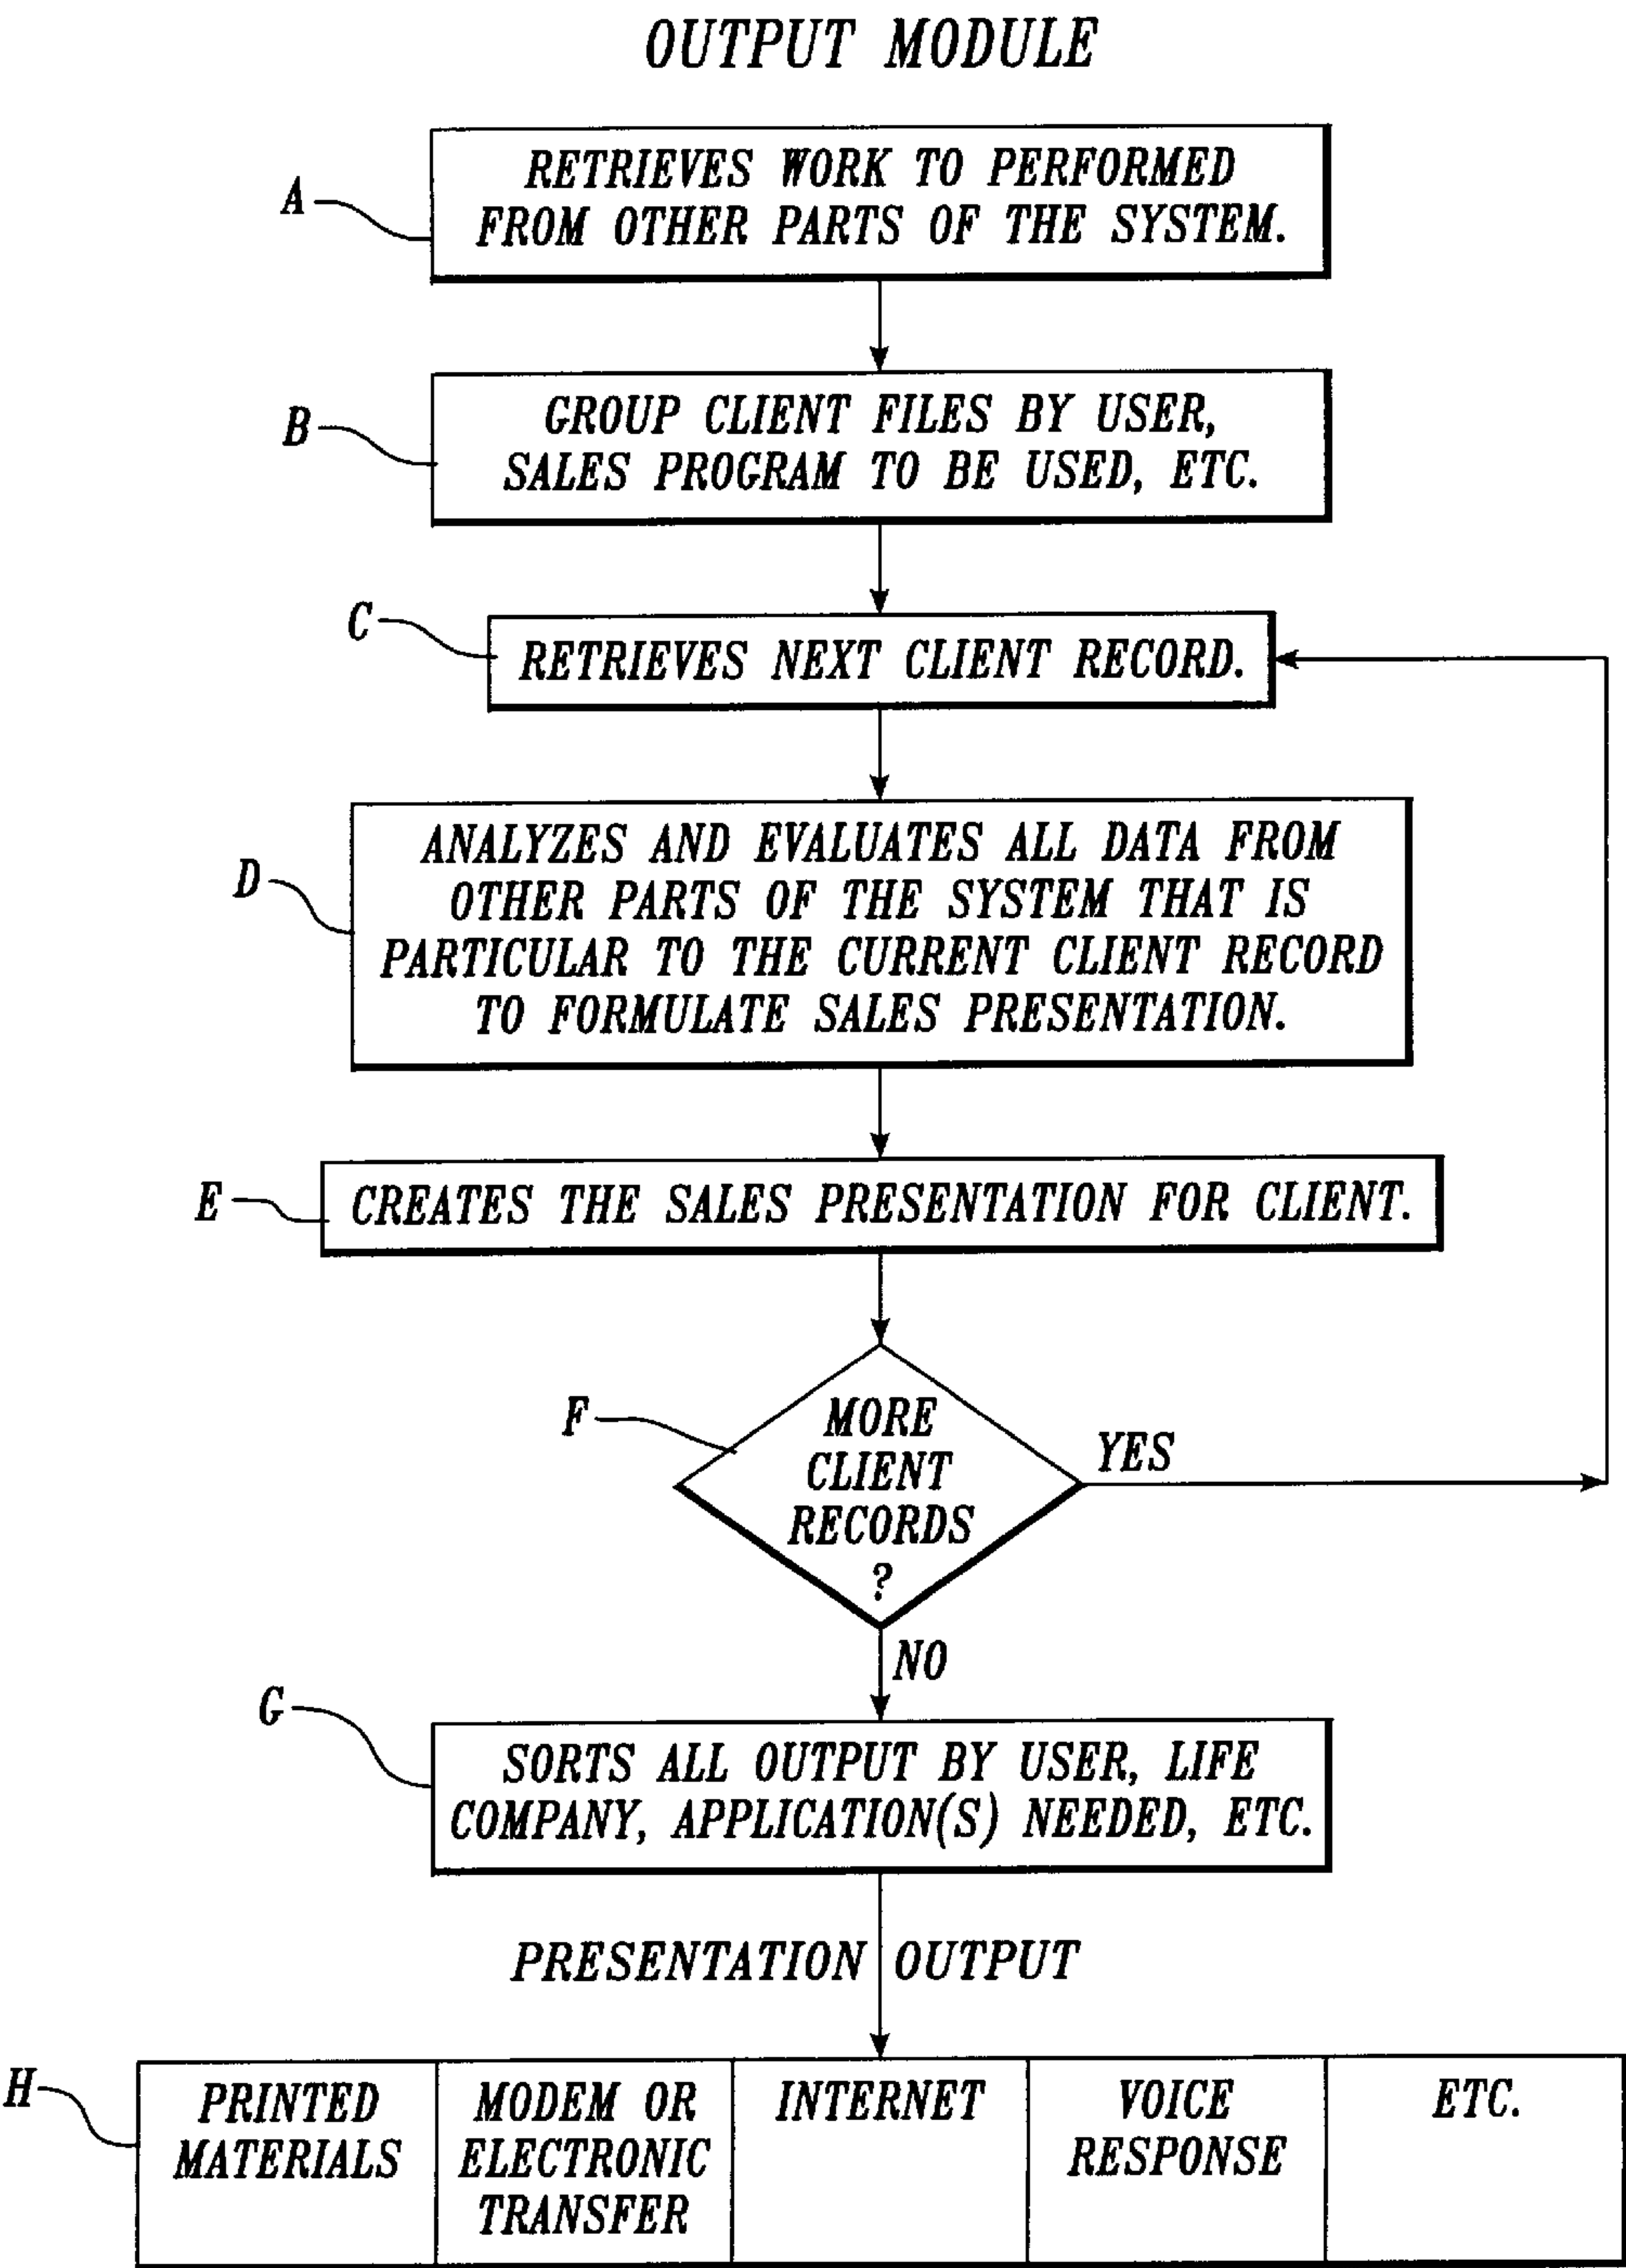 OUTPUT MODULE
A
RETRIEVES WORK TO PERFORMED
FROM OTHER PARTS OF THE SYSTEM.
B
GROUP CLIENT FILES BY USER,
SALES PROGRAM TO BE USED, ETC.
C
RETRIEVES NEXT CLIENT RECORD.
D
ANALYZES AND EVALUATES ALL DATA FROM
OTHER PARTS OF THE SYSTEM THAT IS
PARTICULAR TO THE CURRENT CLIENT RECORD
TO FORMULATE SALES PRESENTATION.
E
CREATES THE SALES PRESENTATION FOR CLIENT.
F
MORE
CLIENT
RECORDS
?
YES
NO
G
SORTS ALL OUTPUT BY USER, LIFE
COMPANY, APPLICATION(S) NEEDED, ETC.
PRESENTATION OUTPUT
H
PRINTED
MATERIALS
MODEM OR
ELECTRONIC
TRANSFER
INTERNET
VOICE
RESPONSE
ETC.